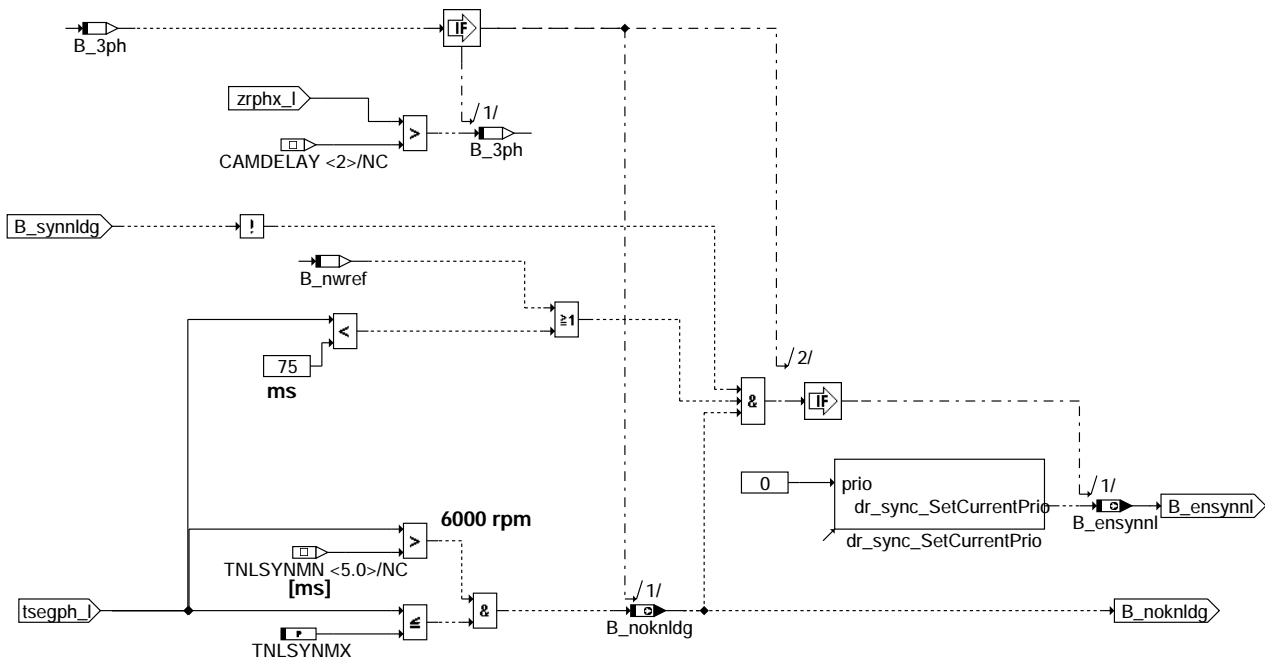 IF
B_3ph
zrphx_l
/1/
>
B_3ph
CAMDELAY <2>/NC
B_synnldg
!
B_nwref
≧1
<
/2/
75
ms
&
IF
0
prio
/1/
dr_sync_SetCurrentPrio
B_ensynnl
B_ensynnl
dr_sync_SetCurrentPrio
6000 rpm
>
TNLSYNMN <5.0>/NC
[ms]
/1/
tsegph_l
&
B_noknldg
≤
B_noknldg
P
TNLSYNMX